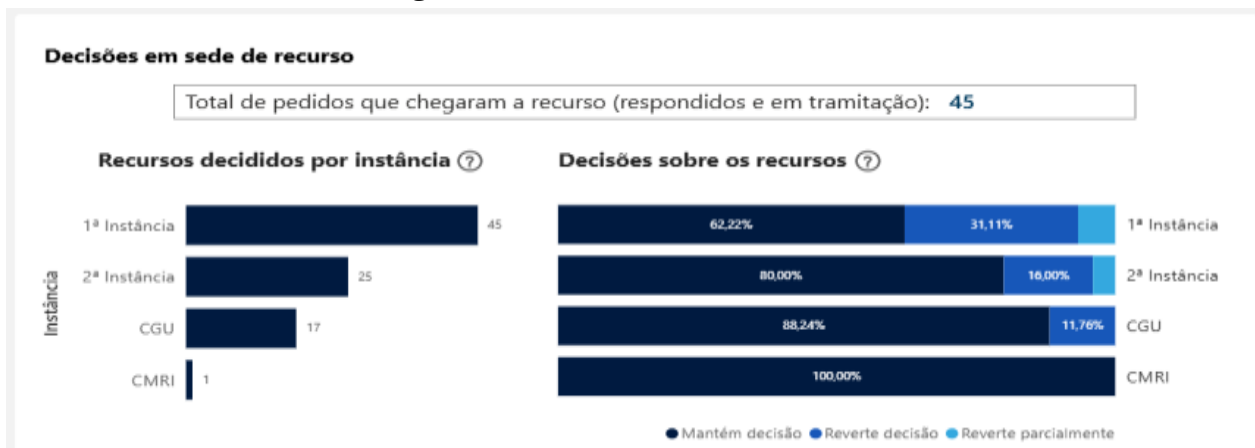 Decisões em sede de recurso
Total de pedidos que chegaram a recurso (respondidos e em tramitação): 45
Recursos decididos por instância ?
Decisões sobre os recursos ?
Instância
1ª Instância 45
2ª Instância 25
CGU 17
CMRI 1
62,22% 31,11% 1ª Instância
80,00% 16,00% 2ª Instância
88,24% 11,76% CGU
100,00% CMRI
Mantém decisão Reverte decisão Reverte parcialmente